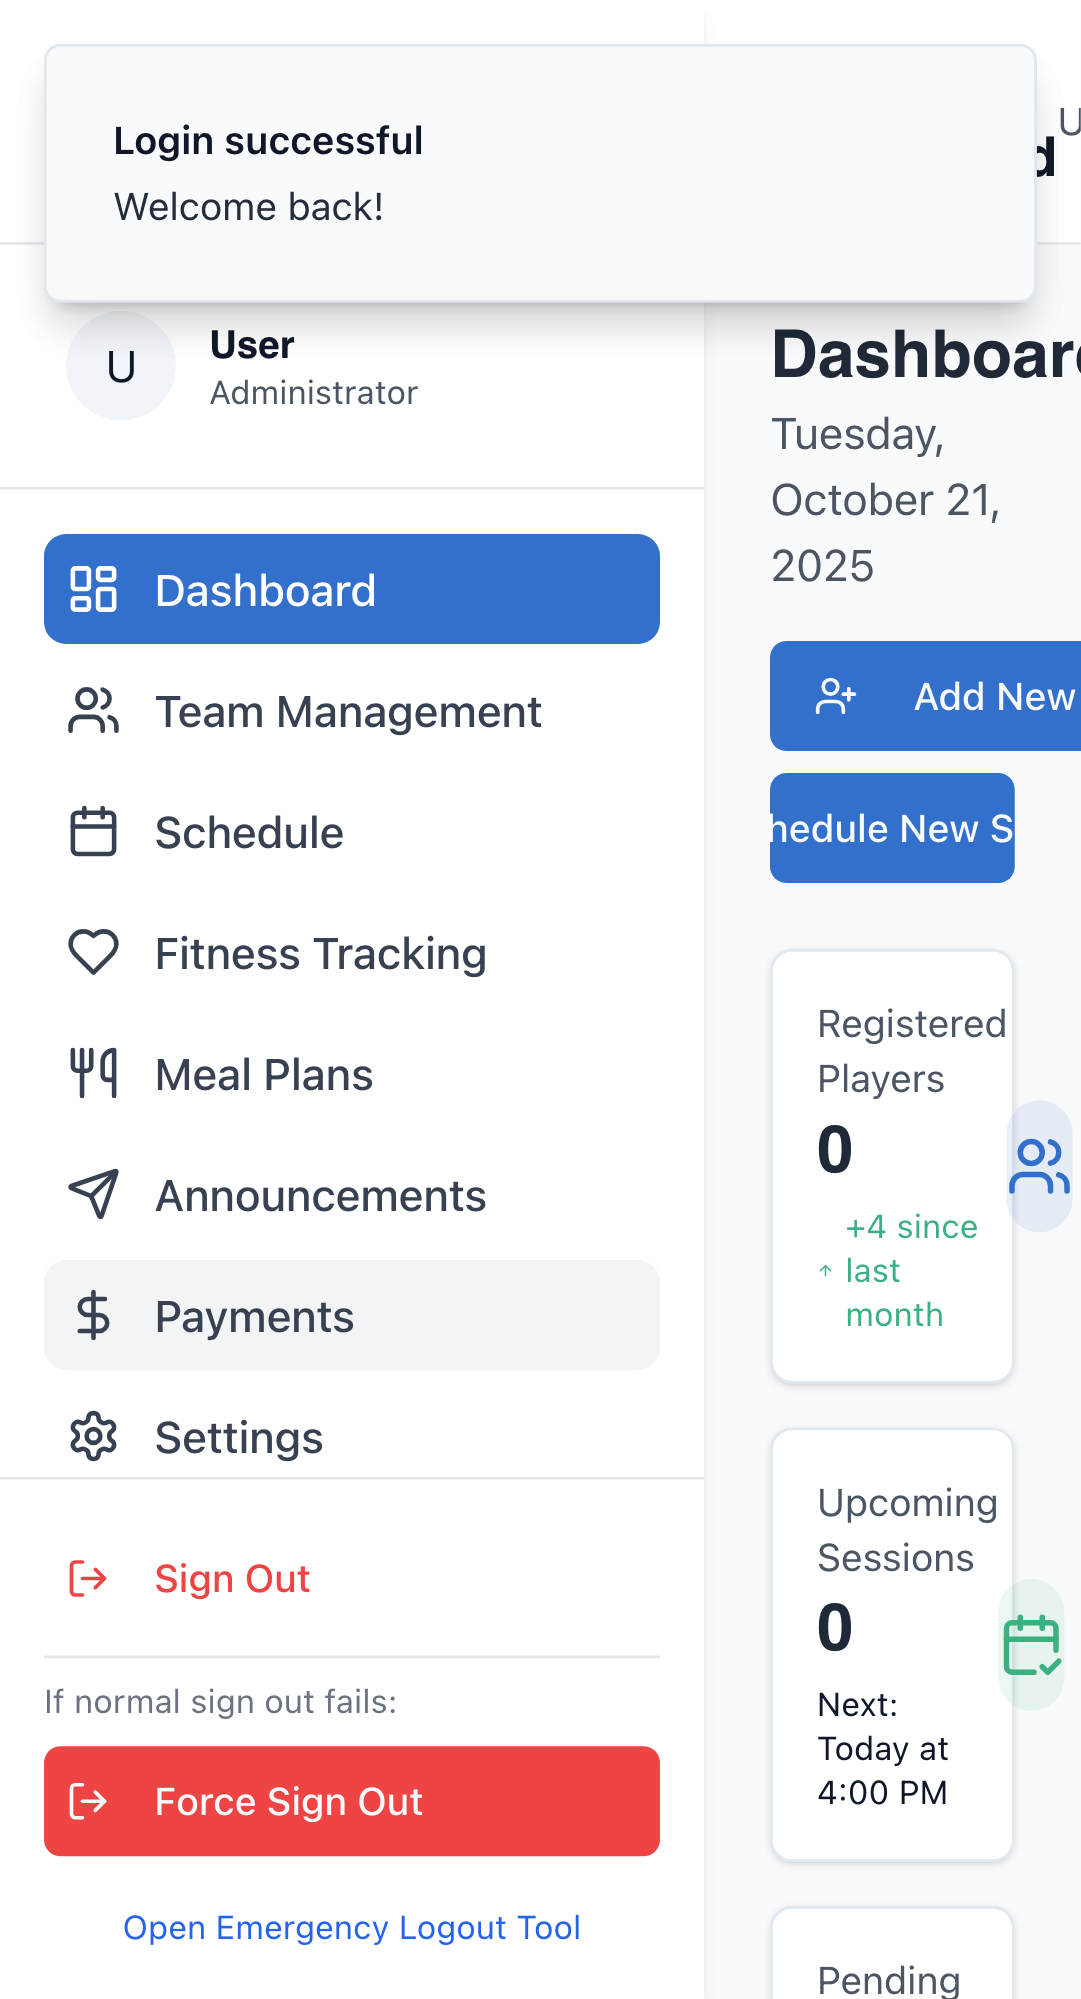 Login successful
Welcome back!
U
User
Administrator
Dashboard
Team Management
Schedule
Fitness Tracking
Meal Plans
Announcements
Payments
Settings
Sign Out
If normal sign out fails:
Force Sign Out
Open Emergency Logout Tool
d
U
Dashboard
Tuesday,
October 21,
2025
Add New
hedule New S
Registered
Players
0
+4 since
last
month
Upcoming
Sessions
0
Next:
Today at
4:00 PM
Pending